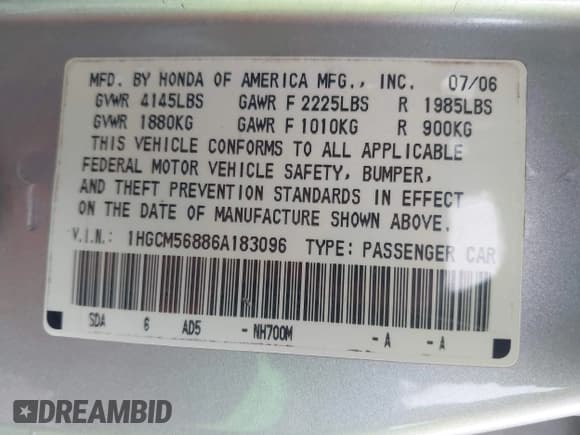 MFD. BY HONDA OF AMERICA MFG., INC. 07/06
GVWR 4145LBS GAWR F 2225LBS R 1985LBS
GVWR 1880KG GAWR F 1010KG R 900KG
THIS VEHICLE CONFORMS TO ALL APPLICABLE
FEDERAL MOTOR VEHICLE SAFETY, BUMPER,
AND THEFT PREVENTION STANDARDS IN EFFECT
ON THE DATE OF MANUFACTURE SHOWN ABOVE.
V.I.N.: 1HGCM56886A183096 TYPE: PASSENGER CAR
SDA 6 AD5 - NH700M - A - A
DREAMBID